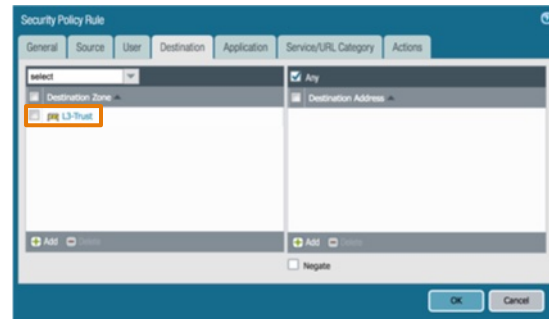 Security Policy Rule
General Source User Destination Application Service/URL Category Actions
select
Any
Destination Zone
Destination Address
L3-Trust
Add Delete
Add Delete
Negate
OK Cancel